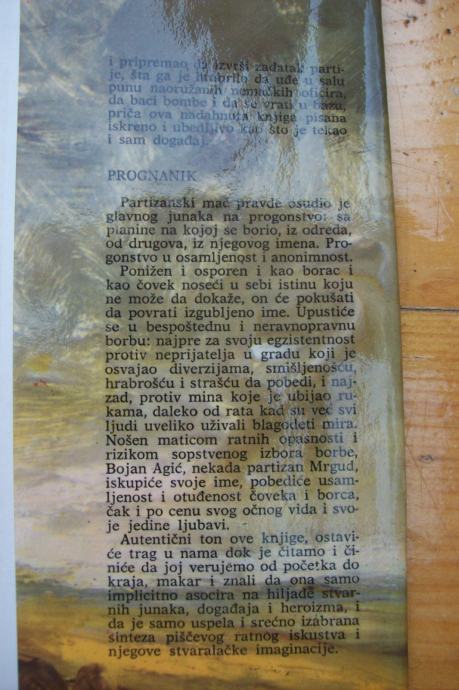 i pripremao da izvrši zadatak parti-
je, šta ga je hrabrilo da uđe u salu
punu naoružanih nemačkih oficira,
da baci bombe i da se vrati u bazu,
priča ova nadahnuta knjiga pisana
iskreno i ubedljivo kao što je tekao
i sam događaj.
PROGNANIK
Partizanski mač pravde osudio je
glavnog junaka na progonstvo: sa
planine na kojoj se borio, iz odreda,
od drugova, iz njegovog imena. Pro-
gonstvo u osamljenost i anonimnost.
Ponižen i osporen i kao borac i
kao čovek noseći u sebi istinu koju
ne može da dokaže, on će pokušati
da povrati izgubljeno ime. Upustiće
se u bespoštednu i neravnopravnu
borbu: najpre za svoju egzistentnost
protiv neprijatelja u gradu koji je
osvajao diverzijama, smišljenošću,
hrabrošću i strašću da pobedi, i naj-
zad, protiv mina koje je ubijao ru-
kama, daleko od rata kad su već svi
ljudi uveliko uživali blagodeti mira.
Nošen maticom ratnih opasnosti i
rizikom sopstvenog izbora borbe,
Bojan Agić, nekada partizan Mrgud,
iskupiće svoje ime, pobediće usam-
ljenost i otuđenost čoveka i borca,
čak i po cenu svog očnog vida i svo-
je jedine ljubavi.
Autentični ton ove knjige, ostavi-
će trag u nama dok je čitamo i či-
niće da joj verujemo od početka do
kraja, makar i znali da ona samo
implicitno asocira na hiljade stvar-
nih junaka, događaja i heroizma, i
da je samo uspela i srećno izabrana
sinteza piščevog ratnog iskustva i
njegove stvaralačke imaginacije.